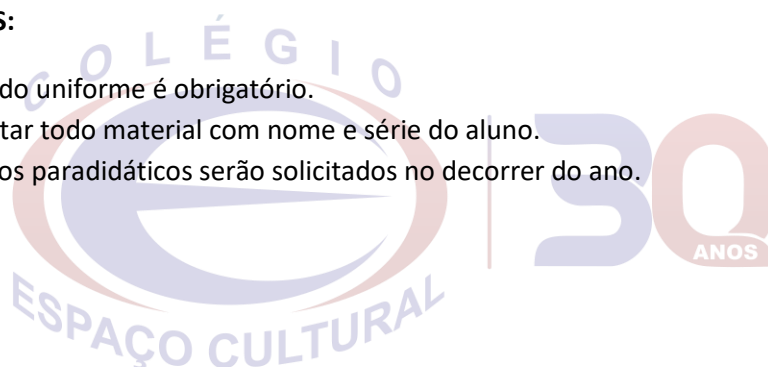 S:
COLÉGIO
do uniforme é obrigatório.
tar todo material com nome e série do aluno.
os paradidáticos serão solicitados no decorrer do ano.
30
ANOS
ESPAÇO CULTURAL